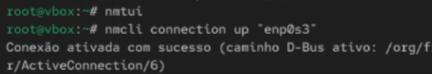 root@vbox:~# nmtui
root@vbox:~# nmcli connection up "enp0s3"
Conexão ativada com sucesso (caminho D-Bus ativo: /org/f
r/ActiveConnection/6)